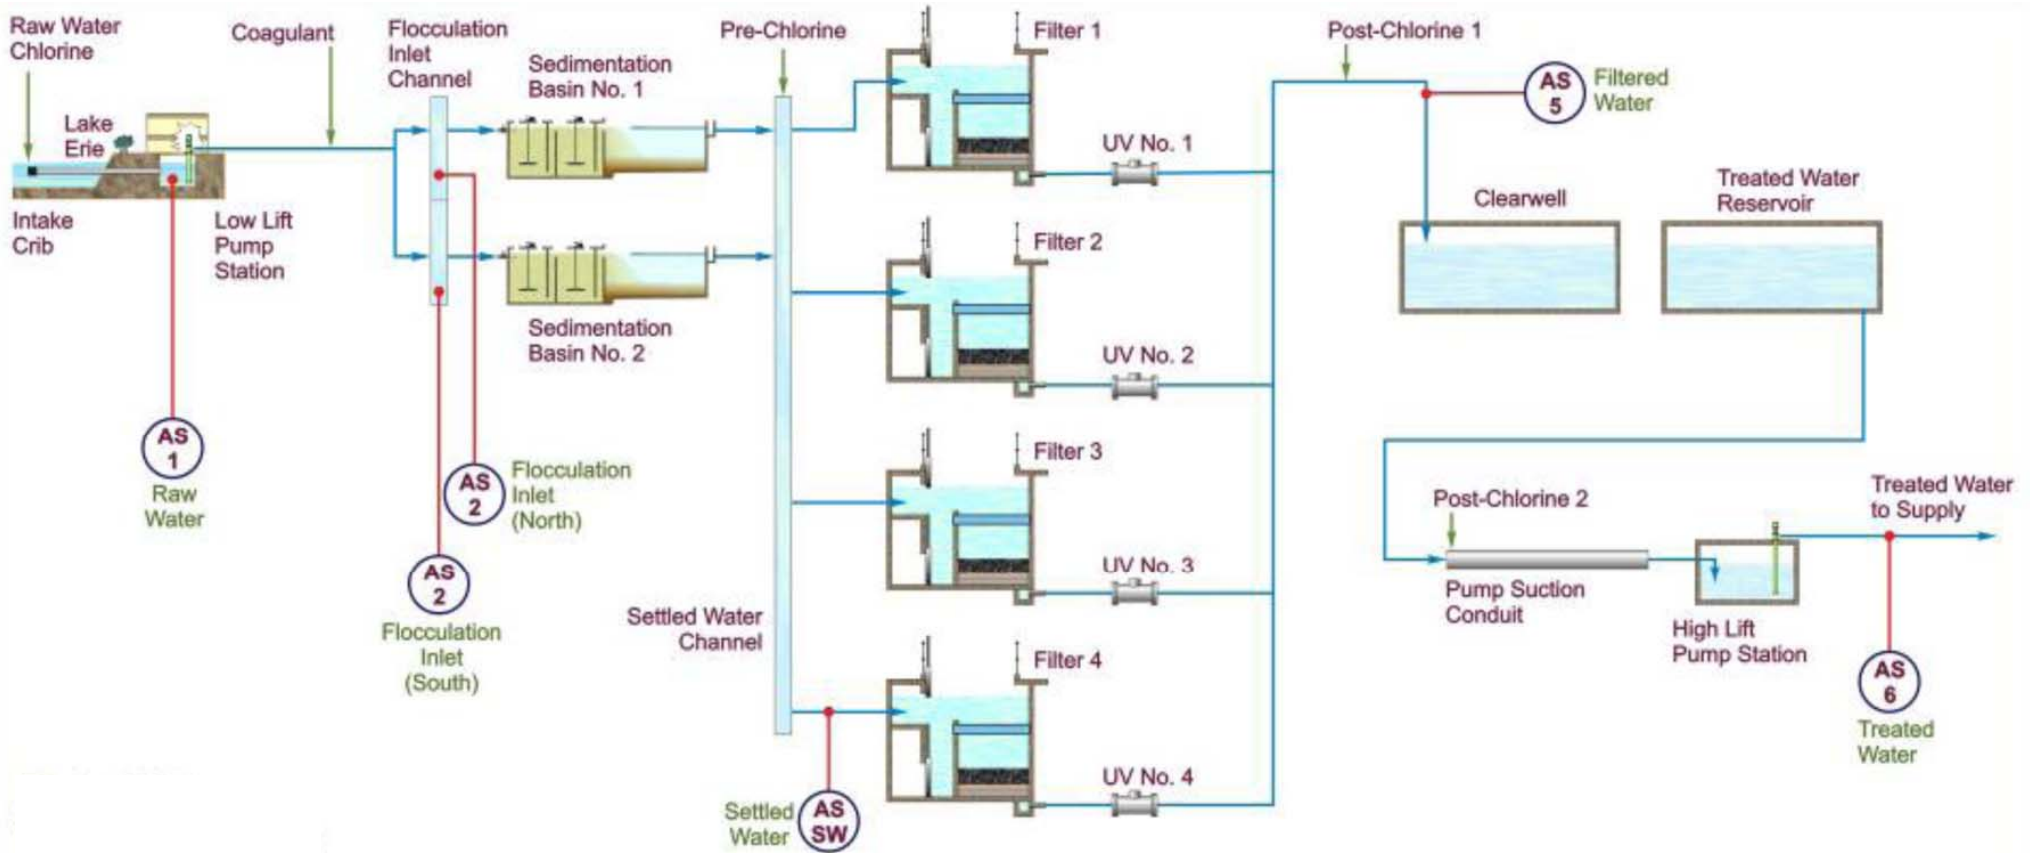 Raw Water
Chlorine
Coagulant
Flocculation
Inlet
Channel
Sedimentation
Basin No. 1
Pre-Chlorine
Filter 1
Post-Chlorine 1
AS
5
Filtered
Water
Lake
Erie
Intake
Crib
Low Lift
Pump
Station
UV No. 1
Clearwell
Treated Water
Reservoir
Filter 2
Sedimentation
Basin No. 2
UV No. 2
AS
1
Raw
Water
AS
2
Flocculation
Inlet
(North)
AS
2
Flocculation
Inlet
(South)
Filter 3
UV No. 3
Settled Water
Channel
Post-Chlorine 2
Pump Suction
Conduit
Treated Water
to Supply
High Lift
Pump Station
AS
6
Treated
Water
Filter 4
UV No. 4
Settled
Water
AS
SW